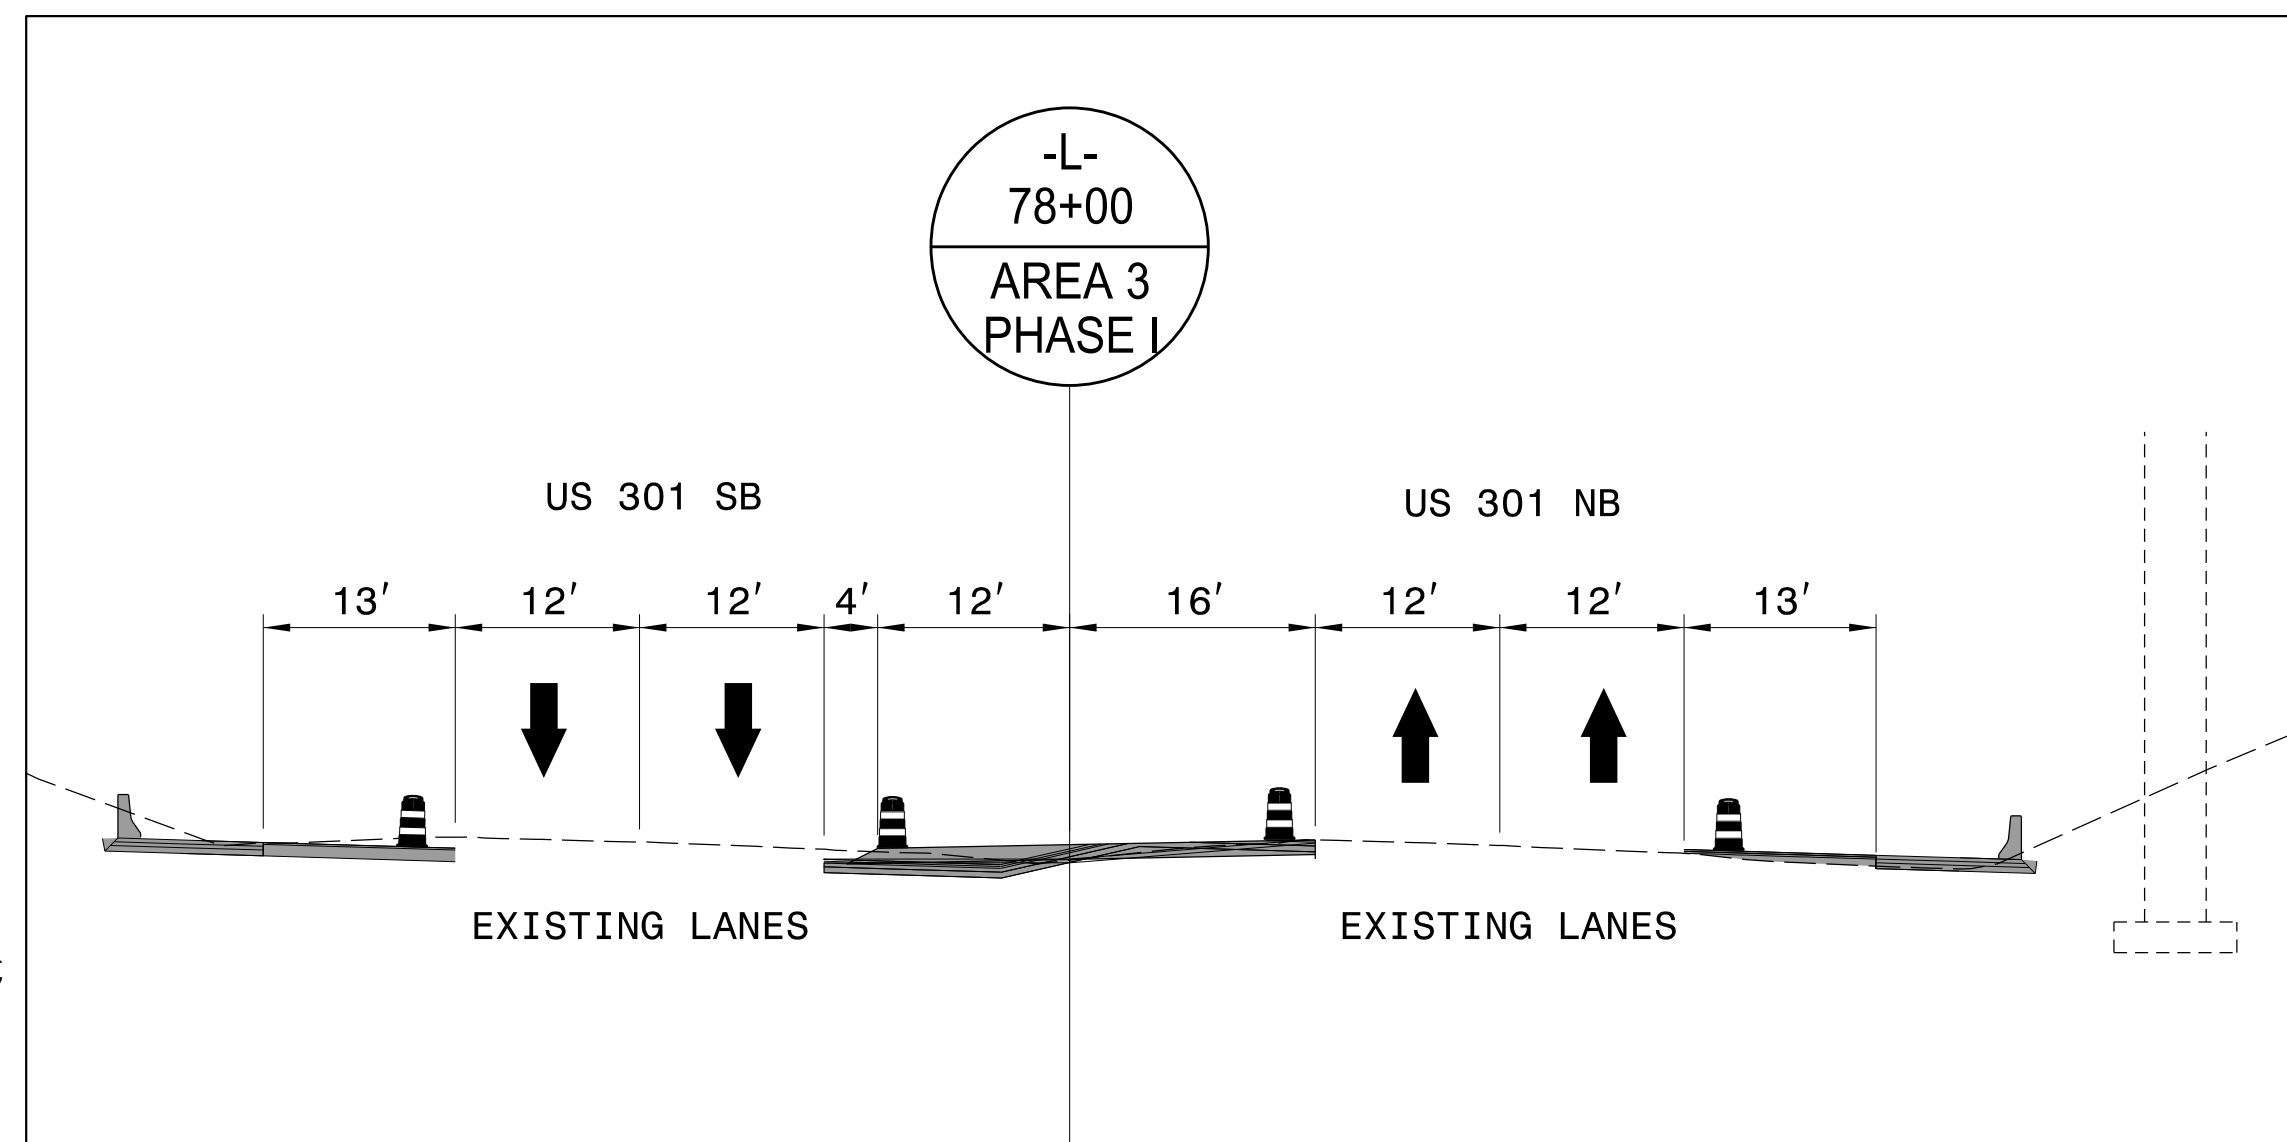 -L-
78+00
AREA 3
PHASE I
US 301 SB
US 301 NB
13' 12' 12' 4' 12' 16' 12' 12' 13'
EXISTING LANES
EXISTING LANES